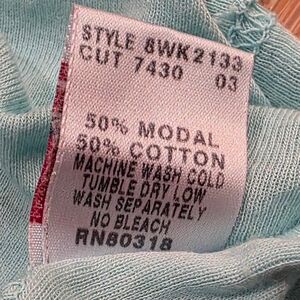 STYLE 8WK2133
CUT 7430 03
50% MODAL
50% COTTON
MACHINE WASH COLD
TUMBLE DRY LOW
WASH SEPARATELY
NO BLEACH
RN80318